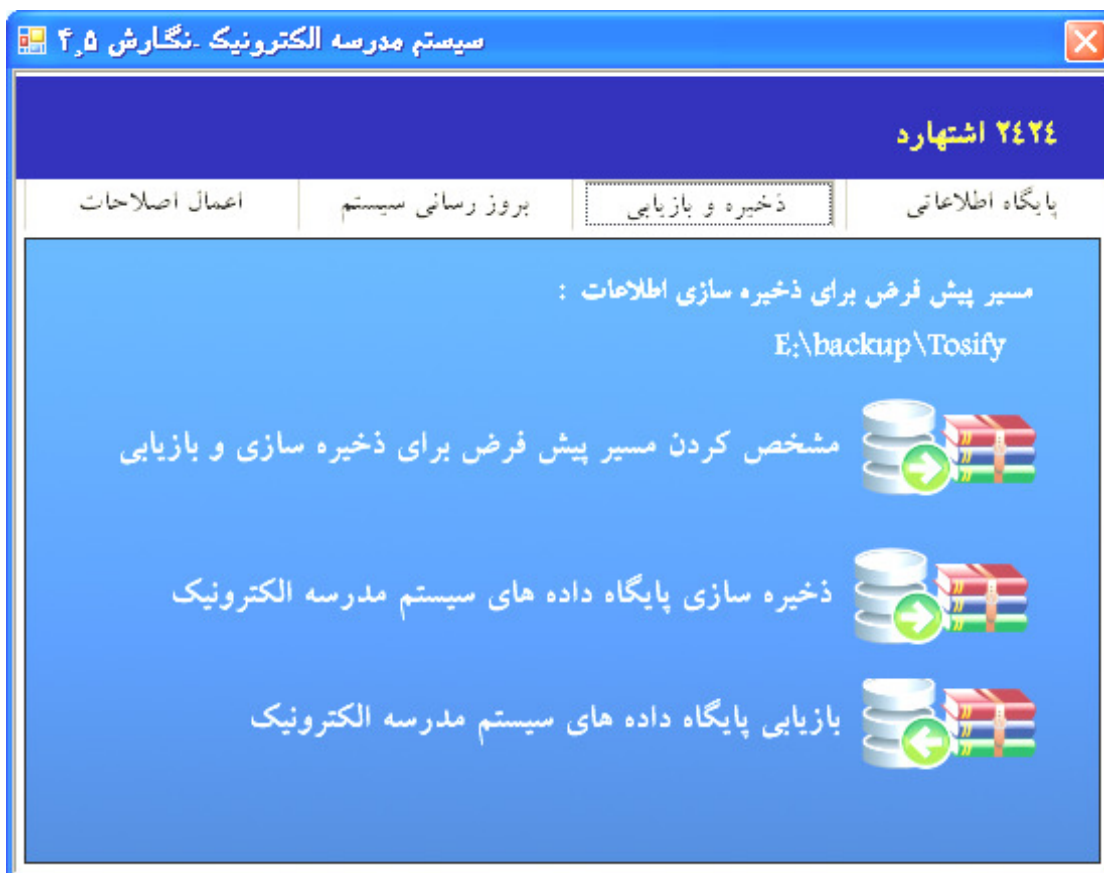 سیستم مدرسه الکترونیک -نگارش ۴٫۵
۲٤۲٤ اشتهارد
پایگاه اطلاعاتی
ذخیره و بازیابی
بروز رسانی سیستم
اعمال اصلاحات
مسیر پیش فرض برای ذخیره سازی اطلاعات :
E:\backup\Tosify
مشخص کردن مسیر پیش فرض برای ذخیره سازی و بازیابی
ذخیره سازی پایگاه داده های سیستم مدرسه الکترونیک
بازیابی پایگاه داده های سیستم مدرسه الکترونیک